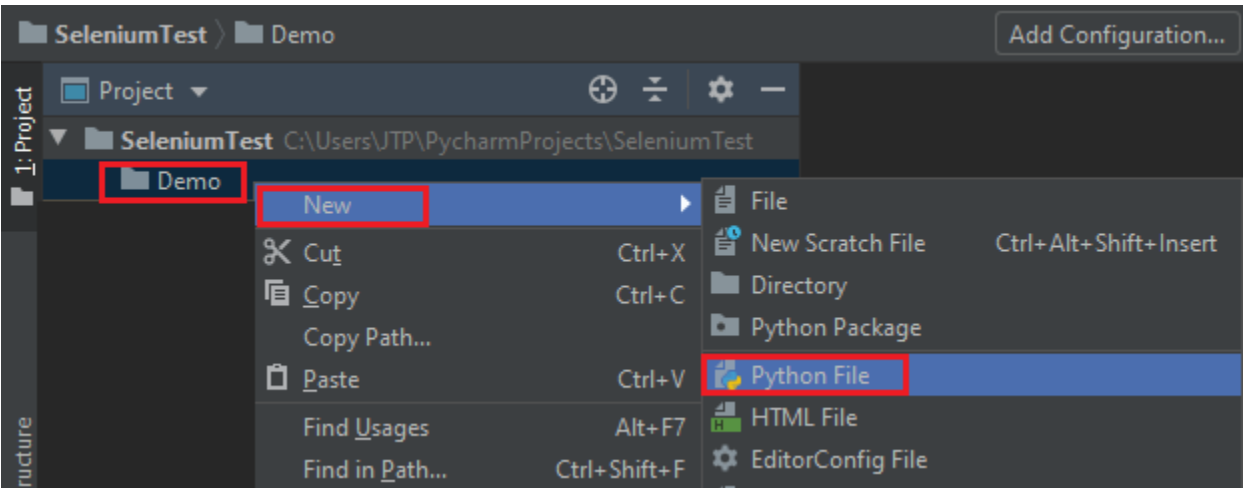 SeleniumTest Demo Add Configuration...
1: Project
Project
SeleniumTest C:\Users\JTP\PycharmProjects\SeleniumTest
Demo
New
Cut Ctrl+X
Copy Ctrl+C
Copy Path...
Paste Ctrl+V
Find Usages Alt+F7
Find in Path... Ctrl+Shift+F
File
New Scratch File Ctrl+Alt+Shift+Insert
Directory
Python Package
Python File
HTML File
EditorConfig File
ructure